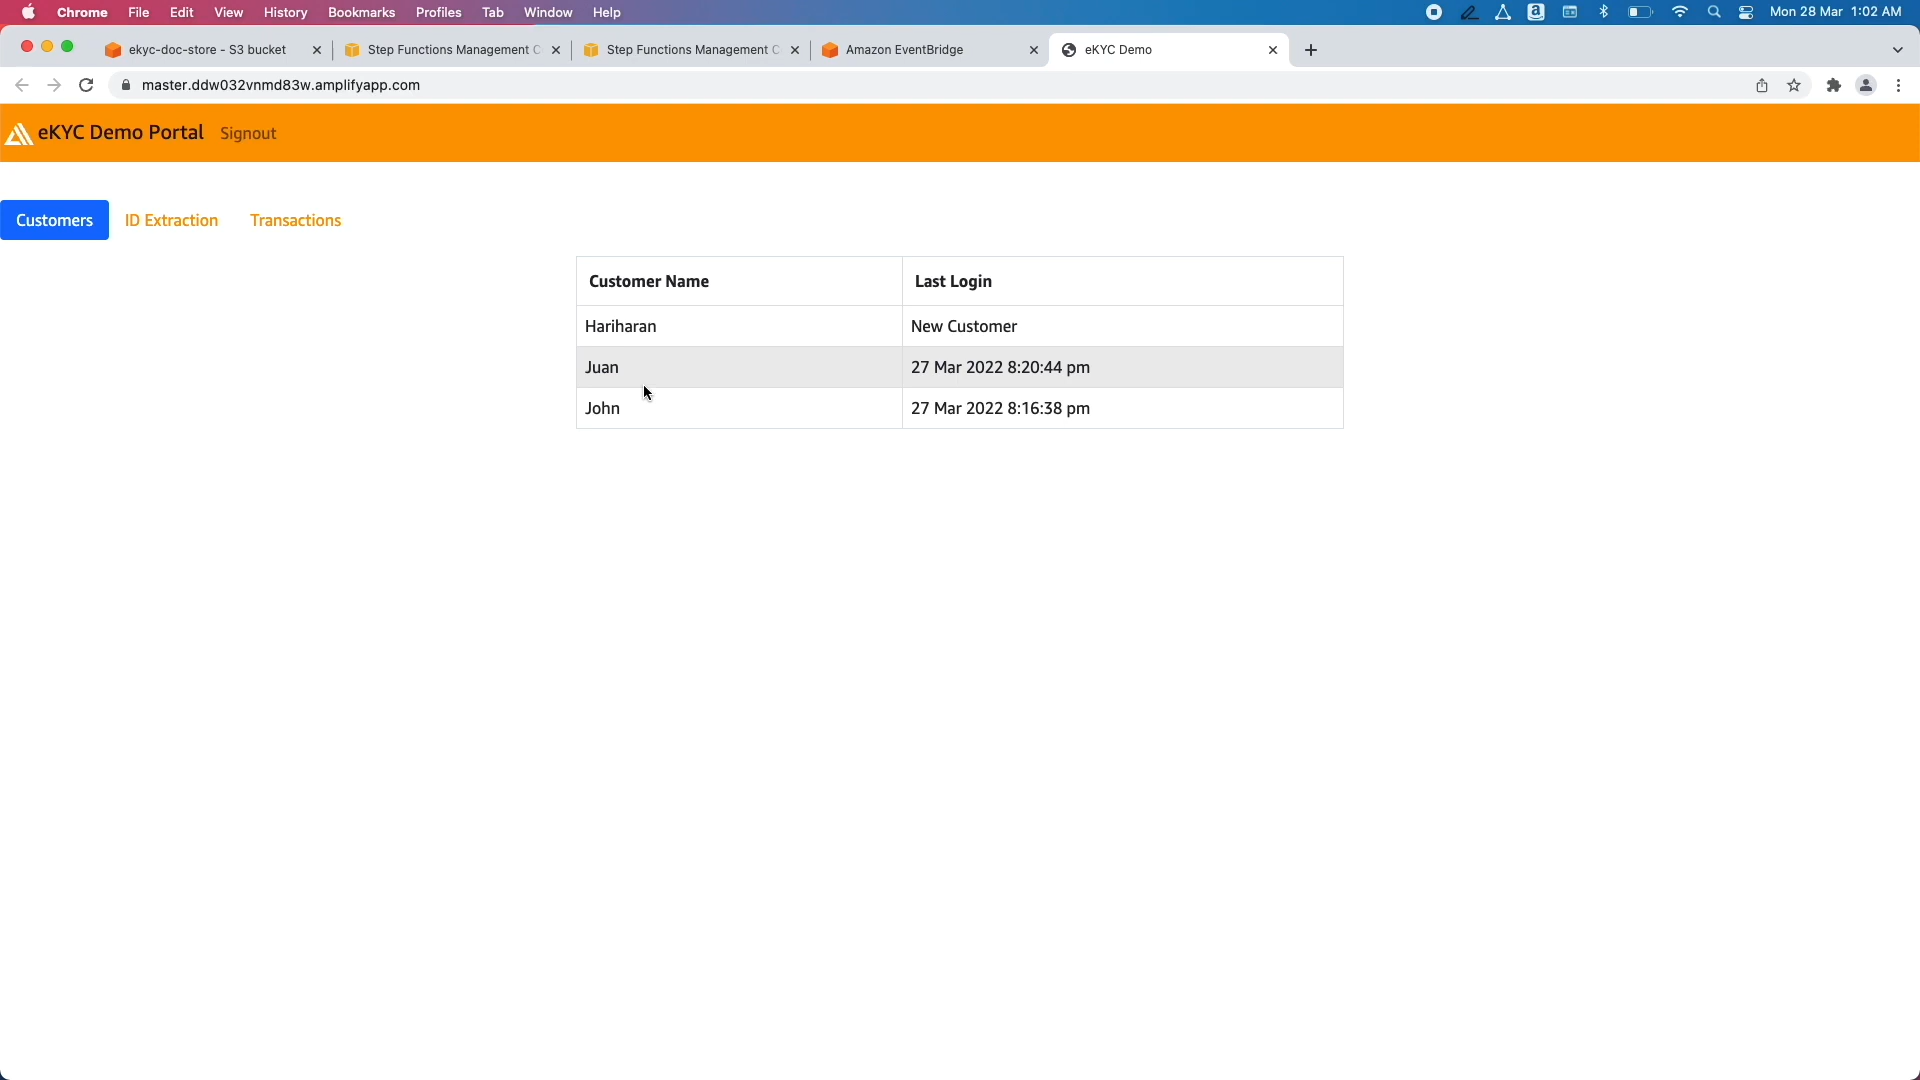 Chrome File Edit View History Bookmarks Profiles Tab Window Help Mon 28 Mar 1:02 AM
ekyc-doc-store - S3 bucket Step Functions Management C Step Functions Management C Amazon EventBridge eKYC Demo
master.ddw032vnmd83w.amplifyapp.com
eKYC Demo Portal Signout
Customers ID Extraction Transactions
Customer Name Last Login
Hariharan New Customer
Juan 27 Mar 2022 8:20:44 pm
John 27 Mar 2022 8:16:38 pm